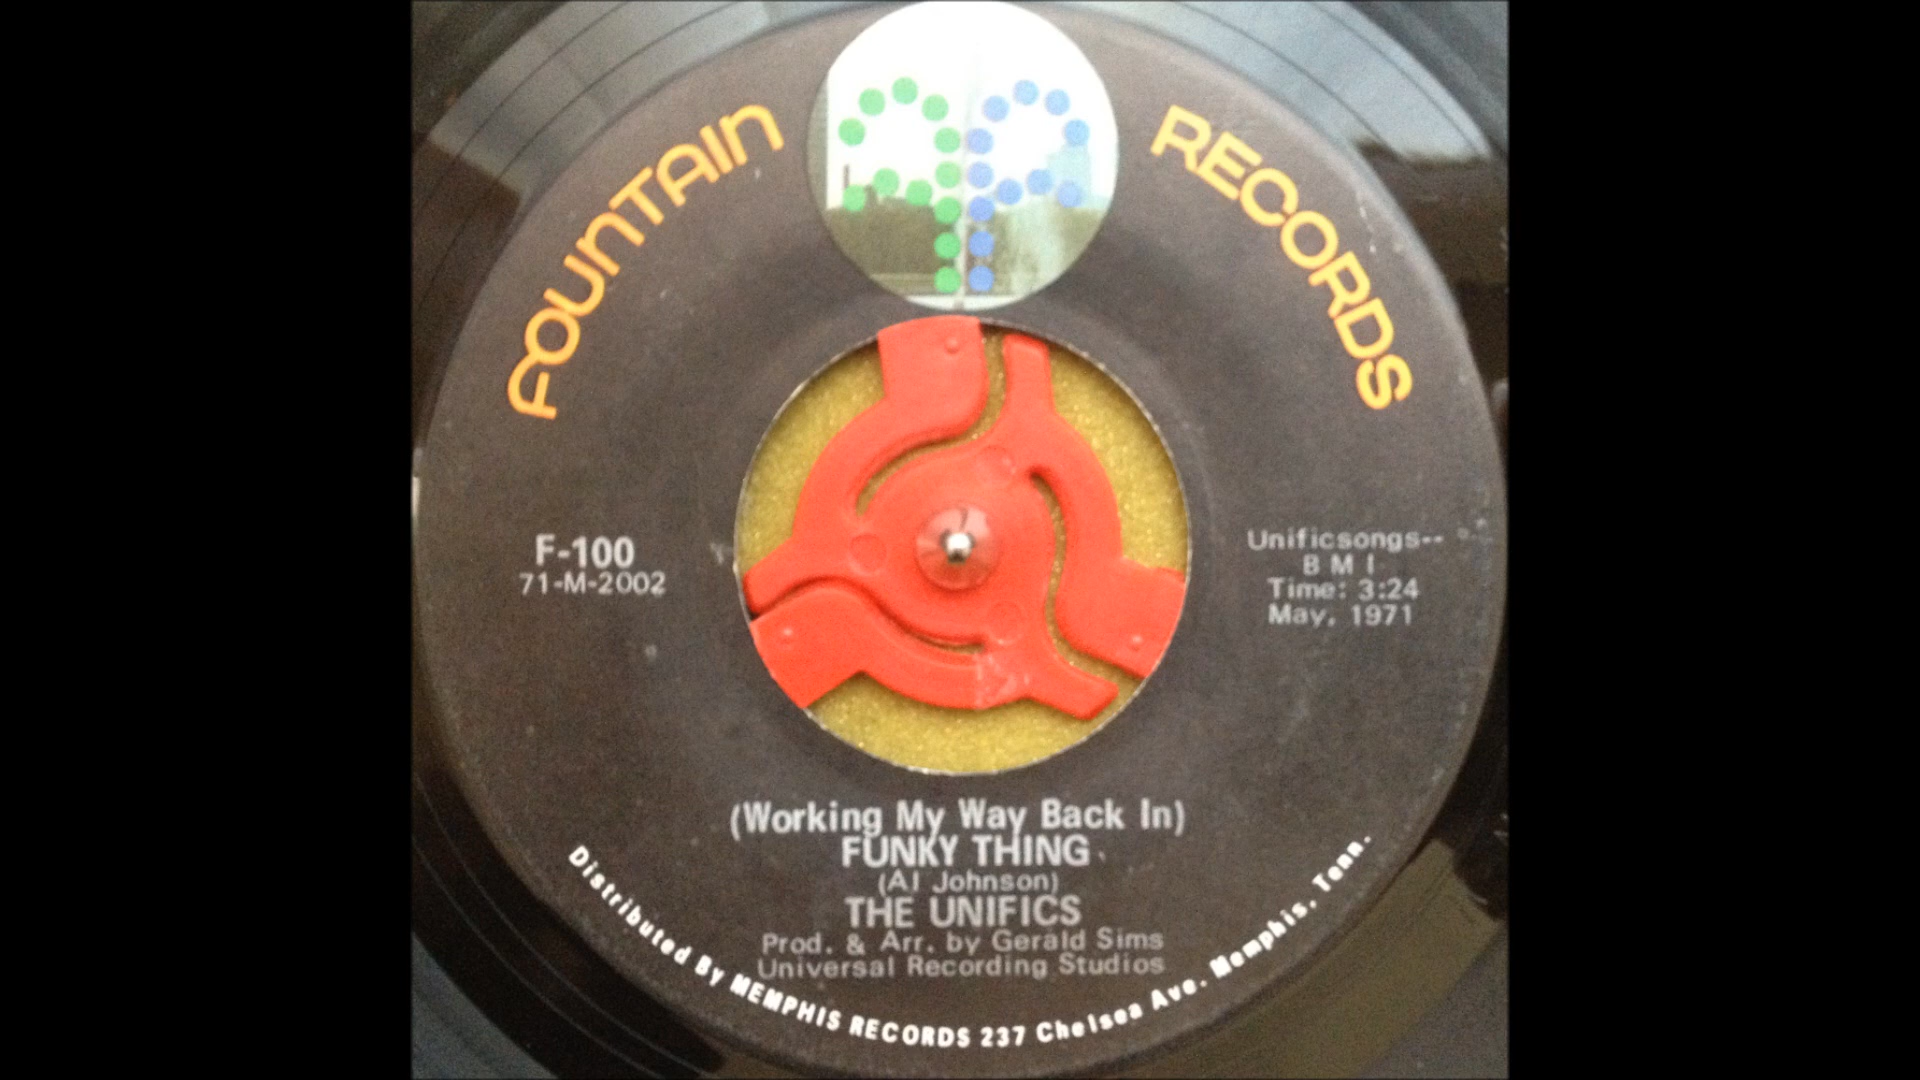 FOUNTAIN RECORDS
F-100
71-M-2002
Unificsongs--
B M I
Time: 3:24
May, 1971
(Working My Way Back In)
FUNKY THING
(Al Johnson)
THE UNIFICS
Prod. & Arr. by Gerald Sims
Universal Recording Studios
Distributed By MEMPHIS RECORDS 237 Chelsea Ave. Memphis, Tenn.